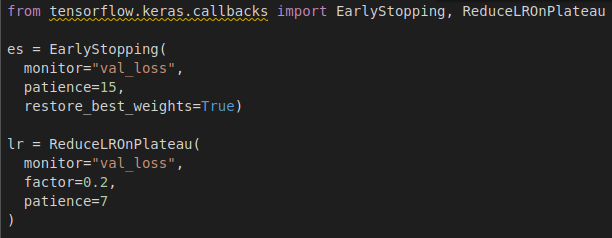 from tensorflow.keras.callbacks import EarlyStopping, ReduceLROnPlateau

es = EarlyStopping(
  monitor="val_loss",
  patience=15,
  restore_best_weights=True)

lr = ReduceLROnPlateau(
  monitor="val_loss",
  factor=0.2,
  patience=7
)